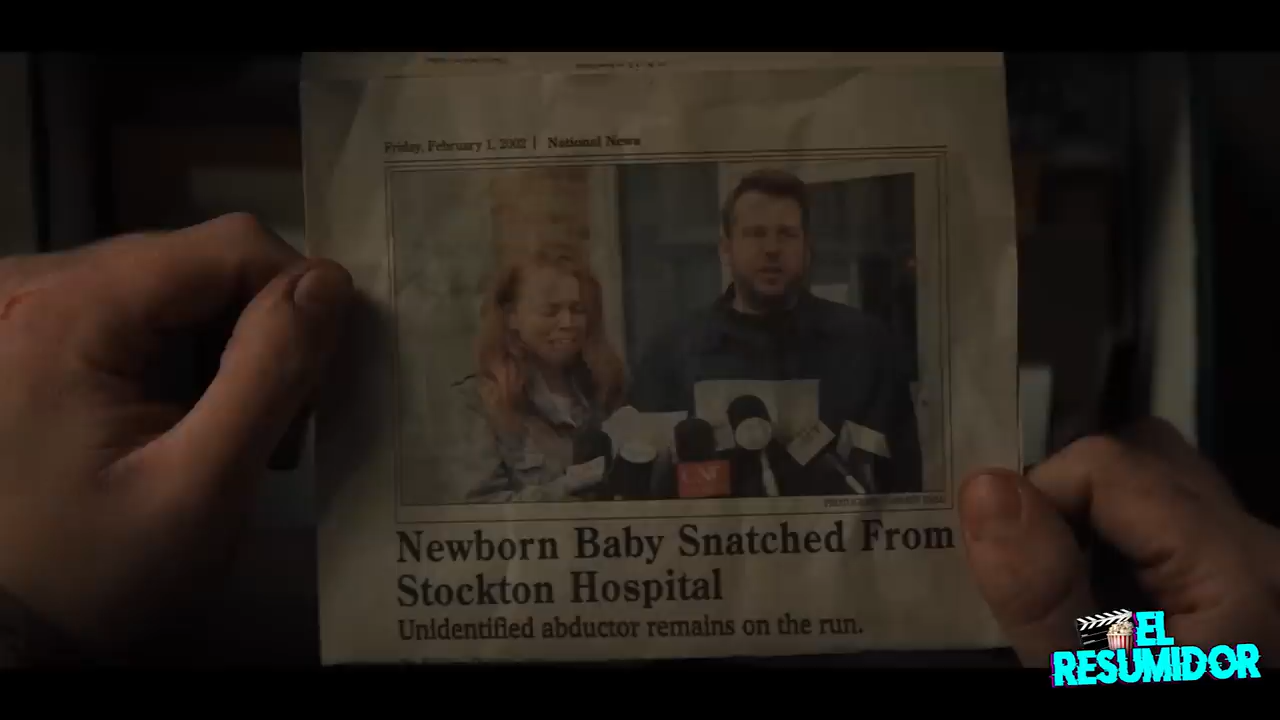 Friday, February 1, 2002 | National News
Newborn Baby Snatched From
Stockton Hospital
Unidentified abductor remains on the run.
EL
RESUMIDOR